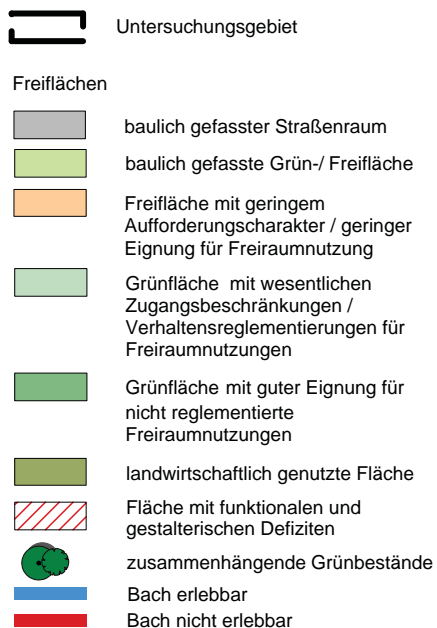 Untersuchungsgebiet
Freiflächen
baulich gefasster Straßenraum
baulich gefasste Grün-/ Freifläche
Freifläche mit geringem
Aufforderungscharakter / geringer
Eignung für Freiraumnutzung
Grünfläche mit wesentlichen
Zugangsbeschränkungen /
Verhaltensreglementierungen für
Freiraumnutzungen
Grünfläche mit guter Eignung für
nicht reglementierte
Freiraumnutzungen
landwirtschaftlich genutzte Fläche
Fläche mit funktionalen und
gestalterischen Defiziten
zusammenhängende Grünbestände
Bach erlebbar
Bach nicht erlebbar